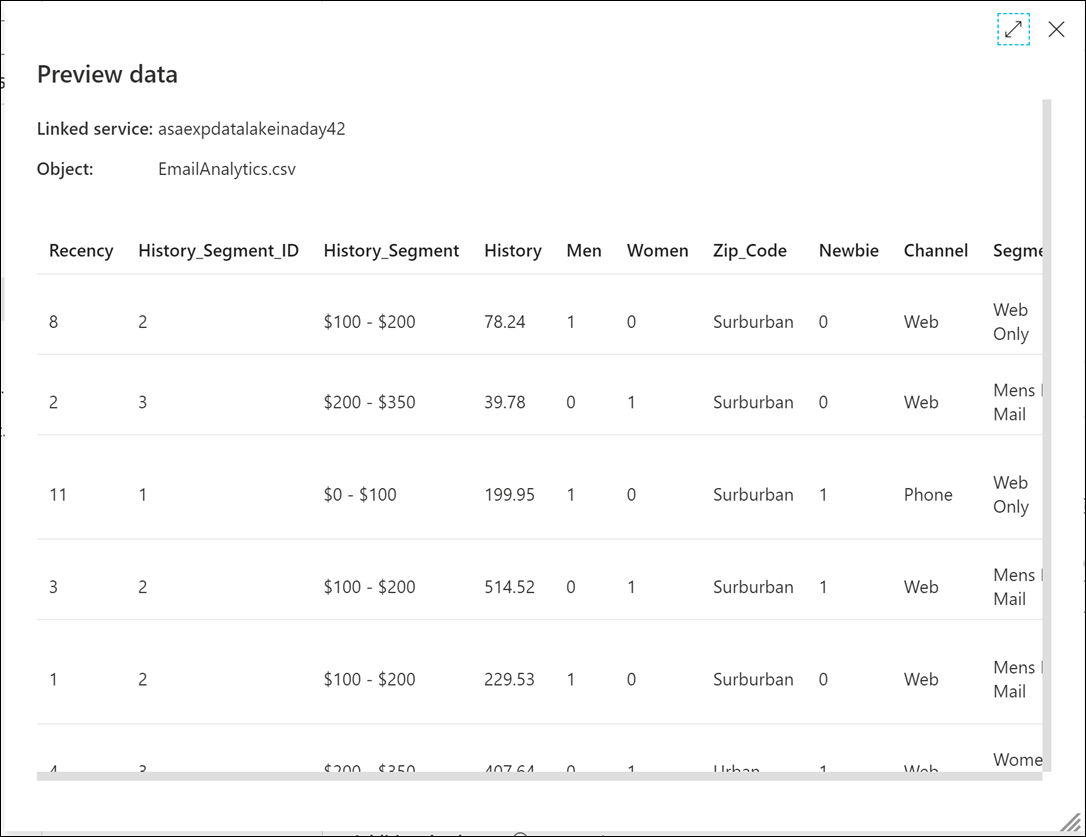 Preview data
Linked service: asaexpdatalakeinaday42
Object: EmailAnalytics.csv
Recency History_Segment_ID History_Segment History Men Women Zip_Code Newbie Channel Segme
8 2 $100 - $200 78.24 1 0 Surburban 0 Web Web Only
2 3 $200 - $350 39.78 0 1 Surburban 0 Web Mens Mail
11 1 $0 - $100 199.95 1 0 Surburban 1 Phone Web Only
3 2 $100 - $200 514.52 0 1 Surburban 1 Web Mens Mail
1 2 $100 - $200 229.53 1 0 Surburban 0 Web Mens Mail
4 3 $200 - $350 407.64 0 1 Urban 1 Web Wome